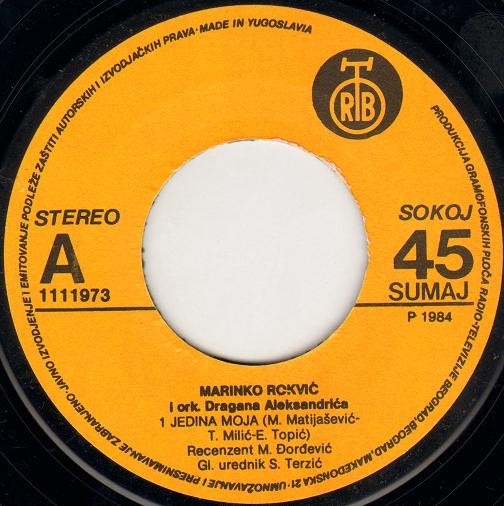 PRODUKCIJA GRAMOFONSKIH PLOČA RADIO-TELEVIZIJE BEOGRAD, BEOGRAD, MAKEDONSKA 21 · UMNOŽAVANJE I PRESNIMAVANJE ZABRANJENO · JAVNO IZVODJENJE I EMITOVANJE PODLEŽE ZAŠTITI AUTORSKIH I IZVODJAČKIH PRAVA · MADE IN YUGOSLAVIA
RTB
STEREO
A
1111973
SOKOJ
45
SUMAJ
P 1984
MARINKO ROKVIĆ
i ork. Dragana Aleksandrića
1 JEDINA MOJA (M. Matijašević-
T. Milić-E. Topić)
Recenzent M. Đorđević
Gl. urednik S. Terzić